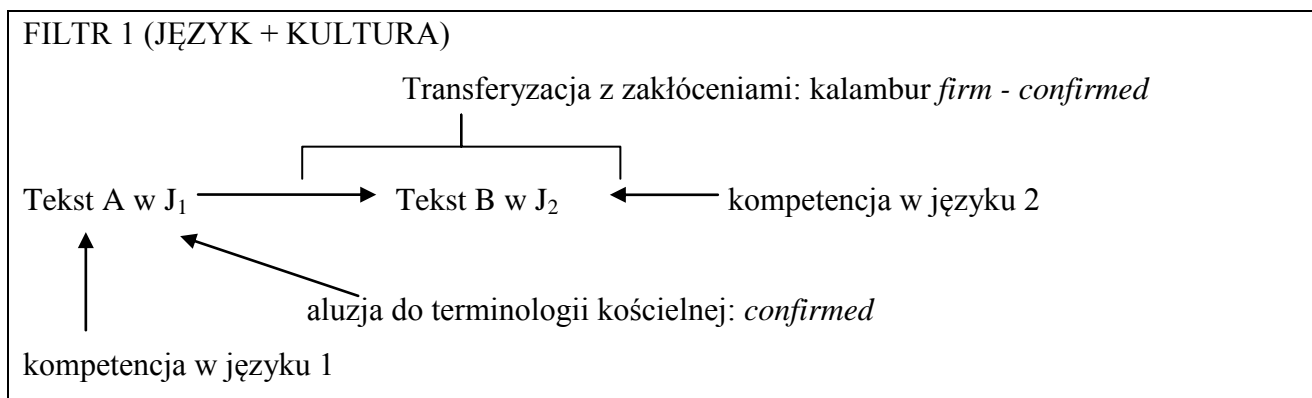 FILTR 1 (JĘZYK + KULTURA)
Transferyzacja z zakłóceniami: kalambur firm - confirmed
Tekst A w J₁ Tekst B w J₂ kompetencja w języku 2
aluzja do terminologii kościelnej: confirmed
kompetencja w języku 1